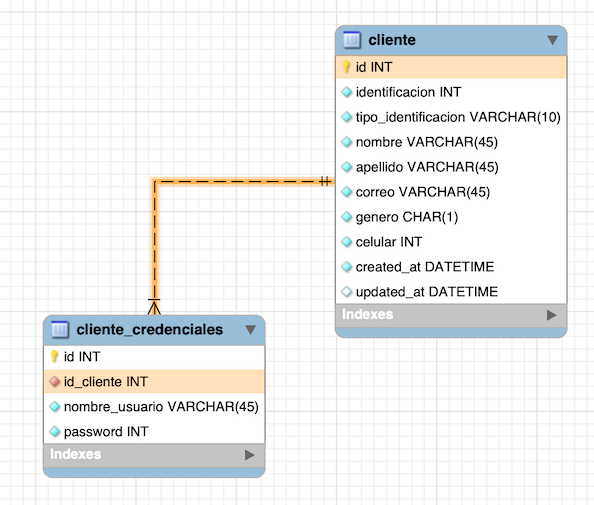 cliente
id INT
identificacion INT
tipo_identificacion VARCHAR(10)
nombre VARCHAR(45)
apellido VARCHAR(45)
correo VARCHAR(45)
genero CHAR(1)
celular INT
created_at DATETIME
updated_at DATETIME
Indexes
cliente_credenciales
id INT
id_cliente INT
nombre_usuario VARCHAR(45)
password INT
Indexes